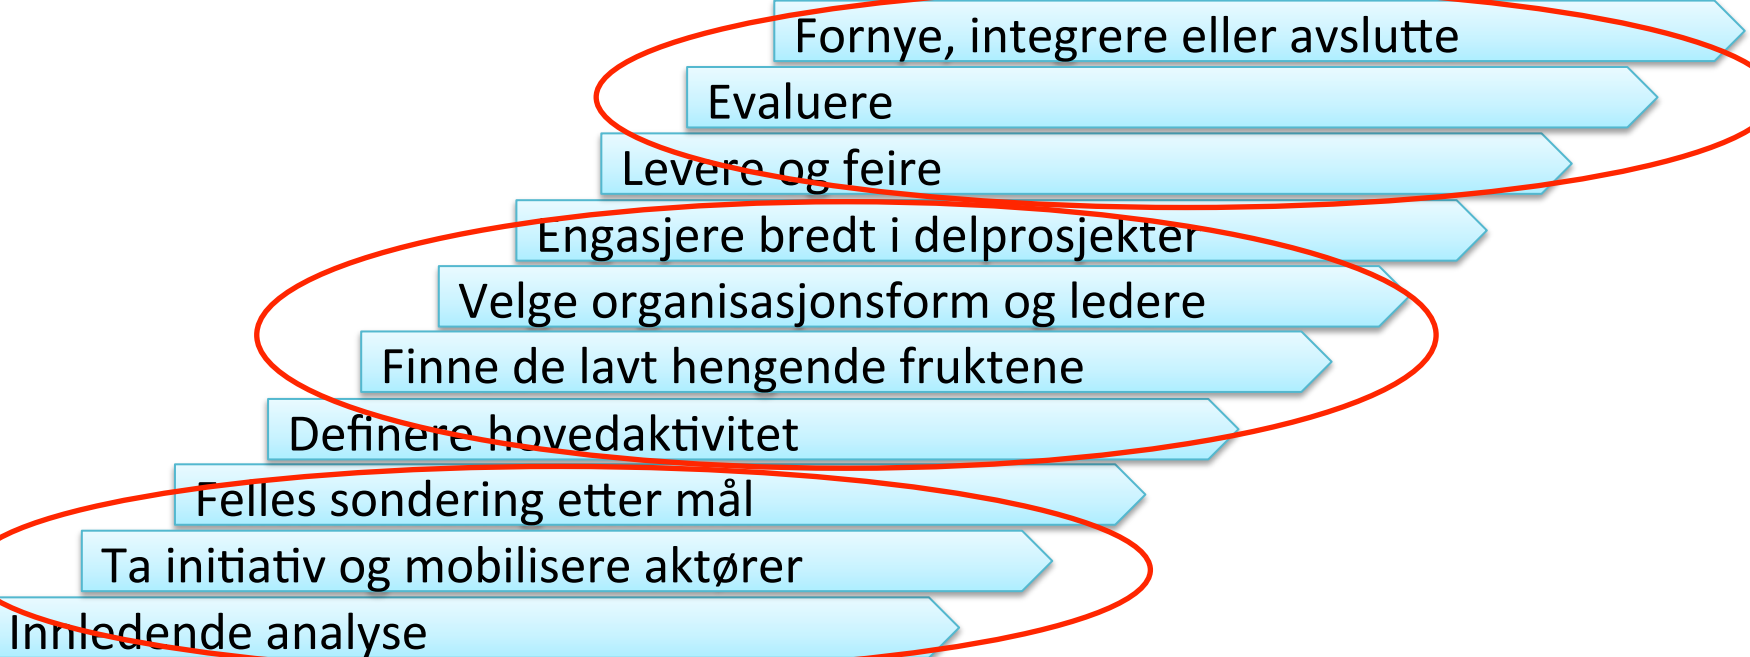 Fornye, integrere eller avslutte
Evaluere
Levere og feire
Engasjere bredt i delprosjekter
Velge organisasjonsform og ledere
Finne de lavt hengende fruktene
Definere hovedaktivitet
Felles sondering etter mål
Ta initiativ og mobilisere aktører
Innledende analyse